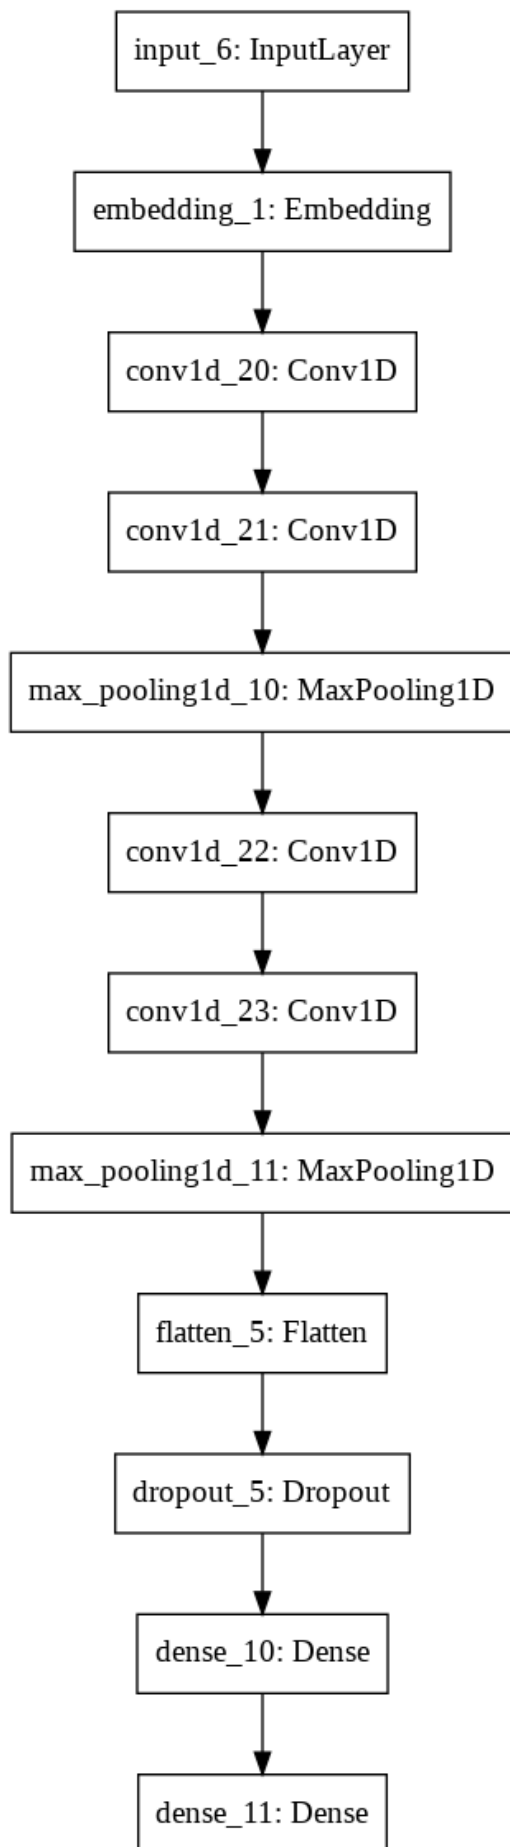 input_6: InputLayer
embedding_1: Embedding
conv1d_20: Conv1D
conv1d_21: Conv1D
max_pooling1d_10: MaxPooling1D
conv1d_22: Conv1D
conv1d_23: Conv1D
max_pooling1d_11: MaxPooling1D
flatten_5: Flatten
dropout_5: Dropout
dense_10: Dense
dense_11: Dense